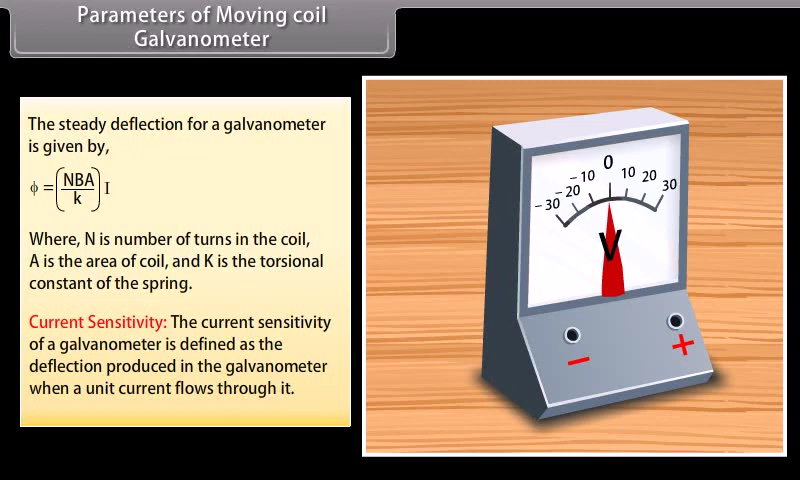 Parameters of Moving coil
Galvanometer
The steady deflection for a galvanometer
is given by,
ϕ = (NBA/k) I
Where, N is number of turns in the coil,
A is the area of coil, and K is the torsional
constant of the spring.
Current Sensitivity: The current sensitivity
of a galvanometer is defined as the
deflection produced in the galvanometer
when a unit current flows through it.
-30 -20 -10 0 10 20 30
V
− +